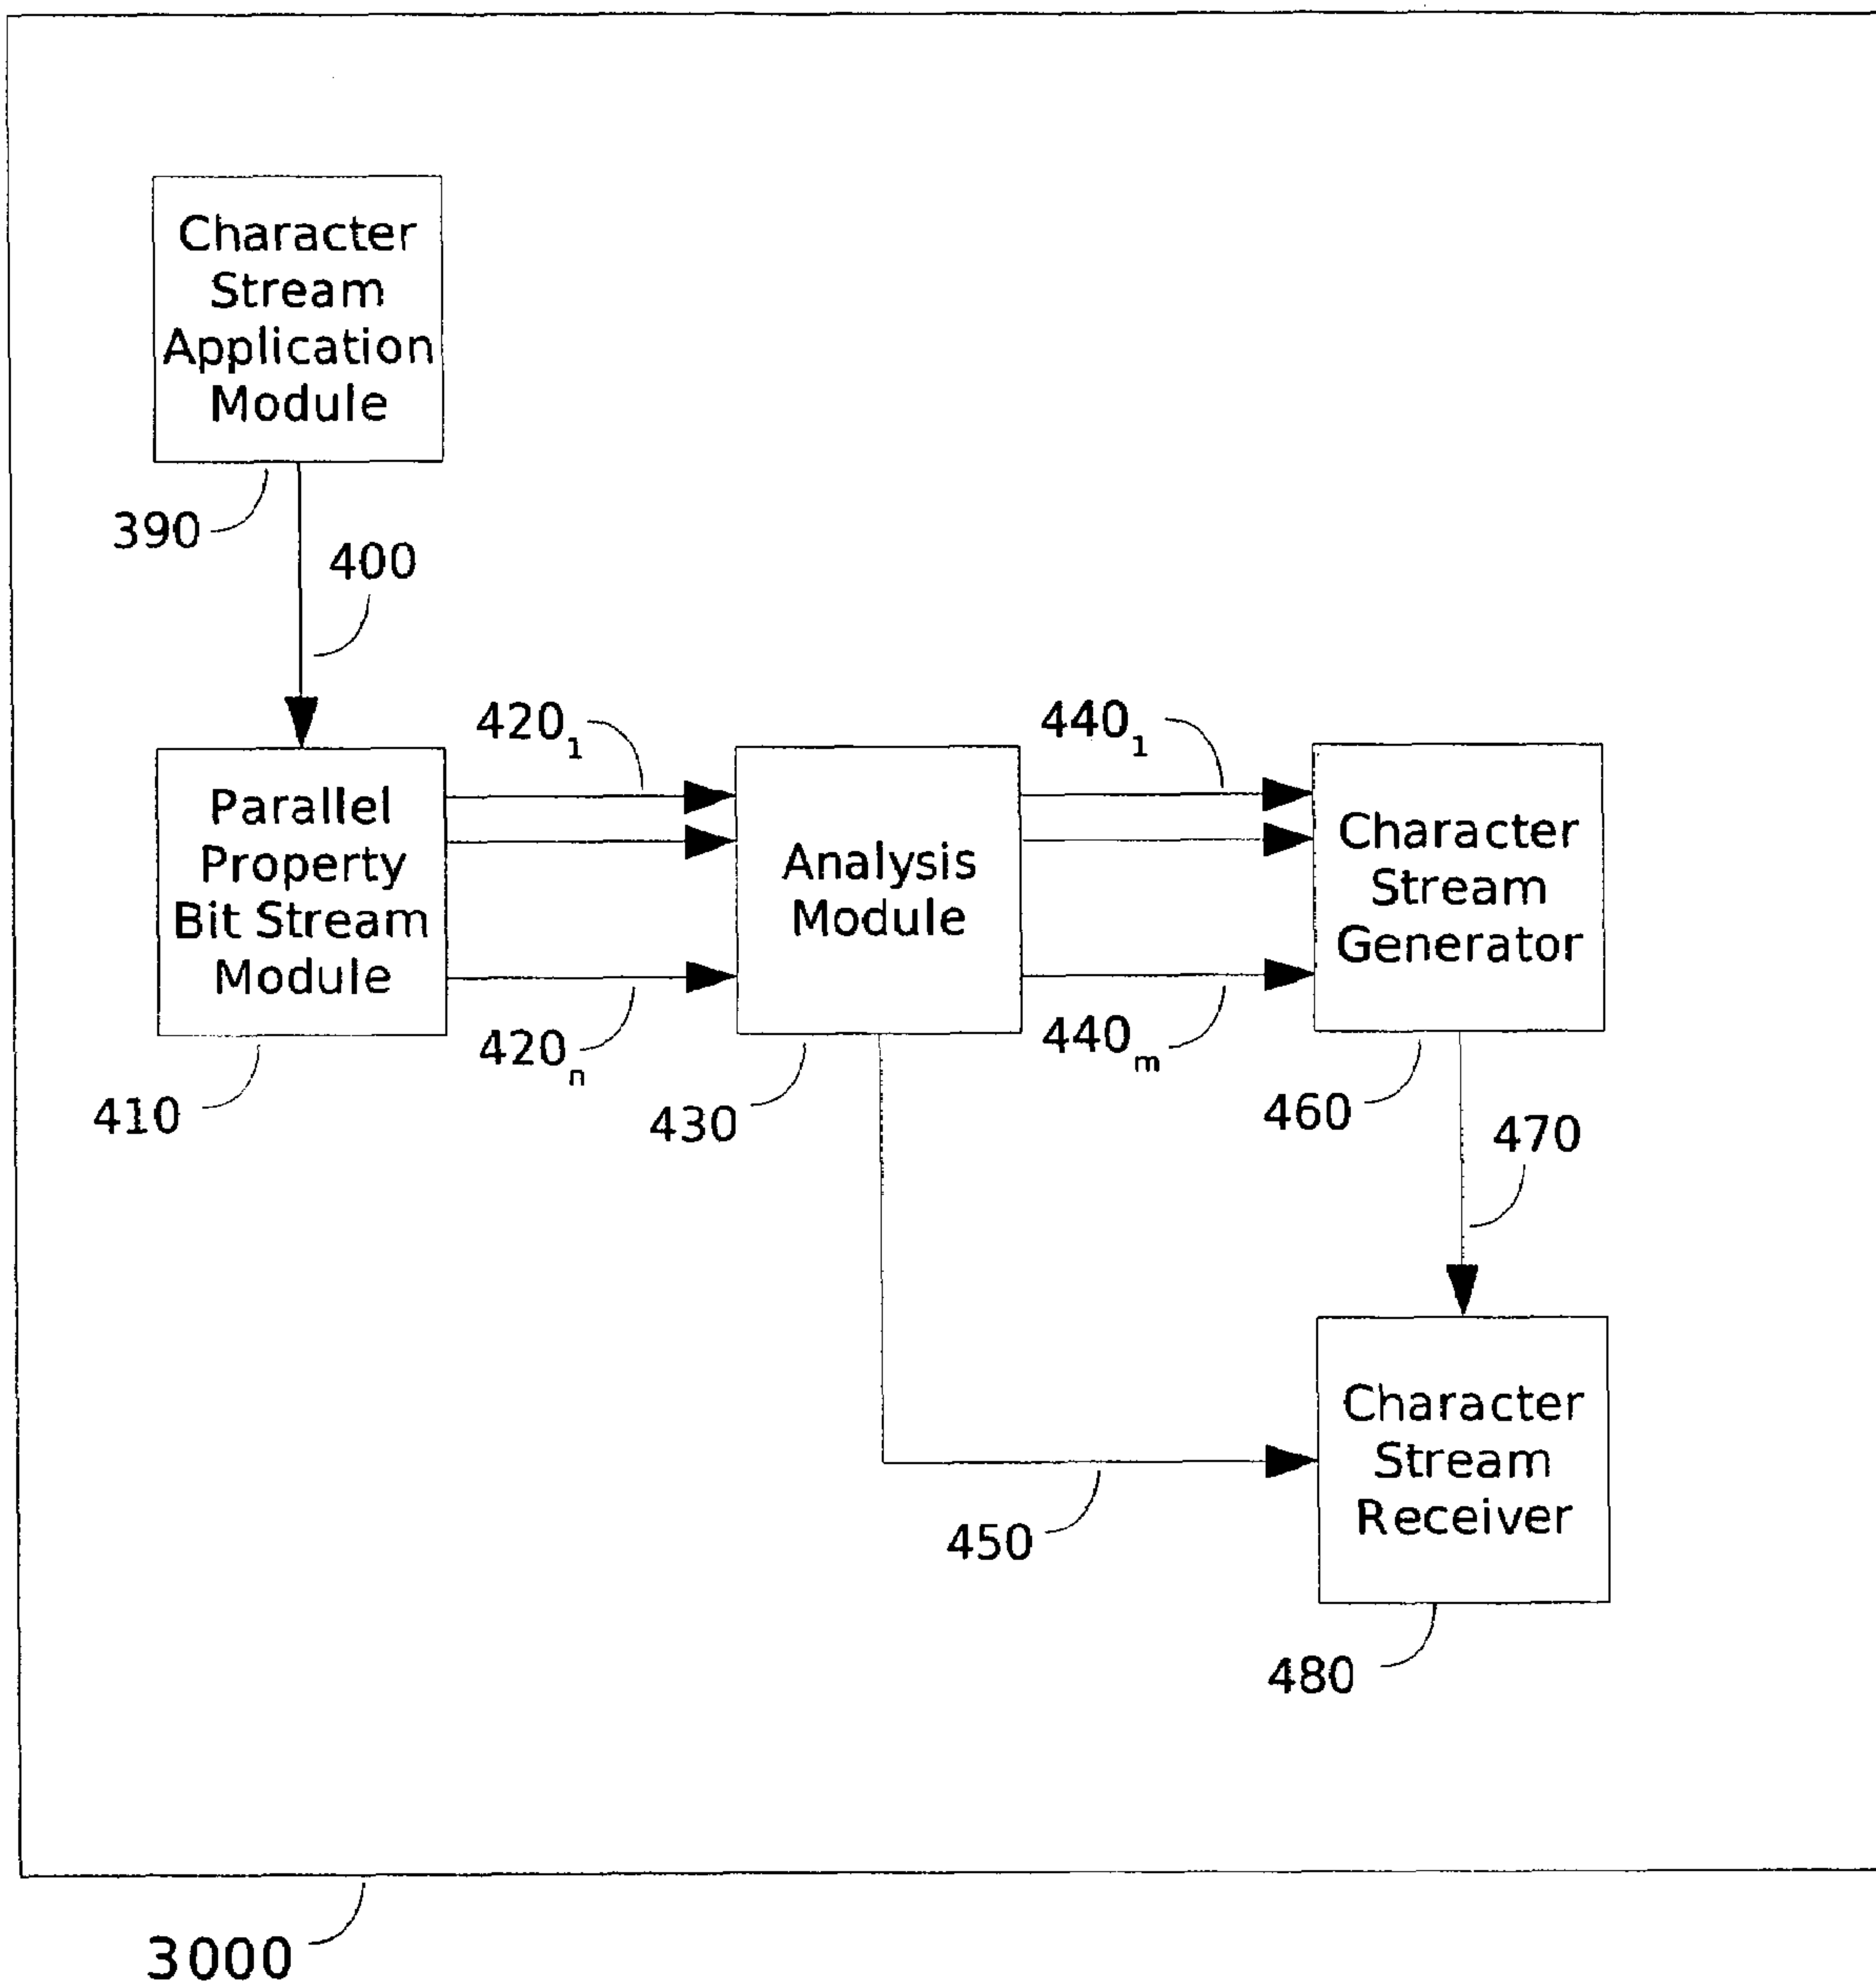 Character
Stream
Application
Module
390
400
420₁
440₁
Parallel
Property
Bit Stream
Module
Analysis
Module
Character
Stream
Generator
420ₙ
440ₘ
410
430
460
470
Character
Stream
Receiver
450
480
3000